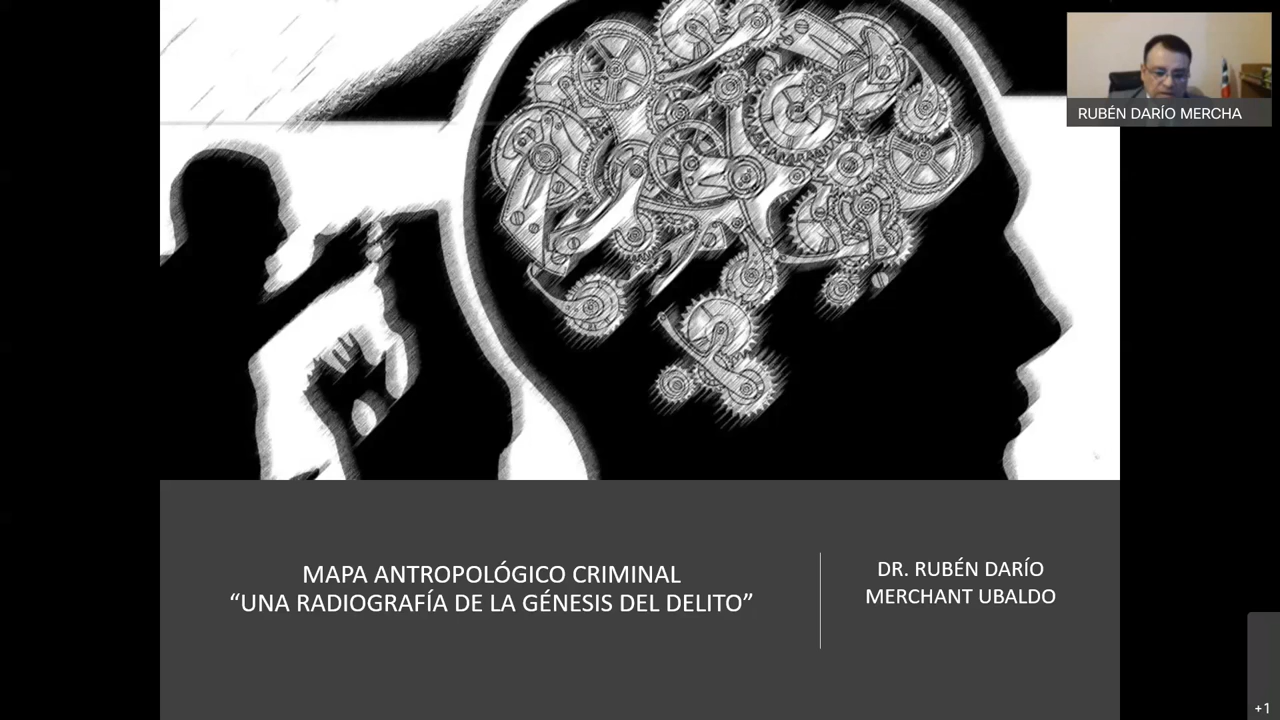 RUBÉN DARÍO MERCHA
MAPA ANTROPOLÓGICO CRIMINAL
“UNA RADIOGRAFÍA DE LA GÉNESIS DEL DELITO”
DR. RUBÉN DARÍO
MERCHANT UBALDO
+1